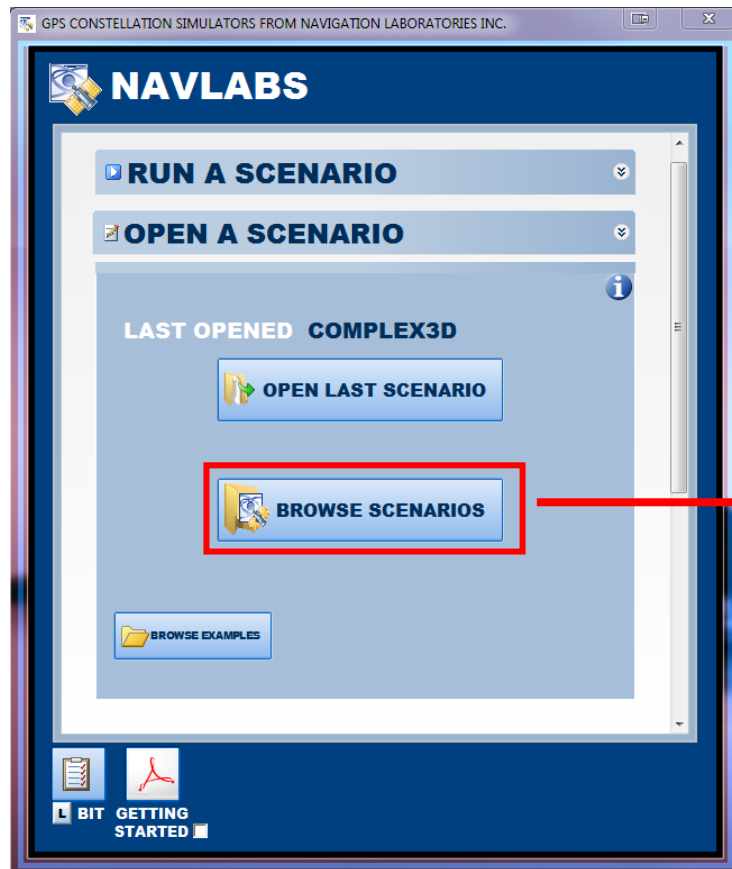 GPS CONSTELLATION SIMULATORS FROM NAVIGATION LABORATORIES INC.
NAVLABS
RUN A SCENARIO
OPEN A SCENARIO
LAST OPENED COMPLEX3D
OPEN LAST SCENARIO
BROWSE SCENARIOS
BROWSE EXAMPLES
L BIT GETTING
STARTED